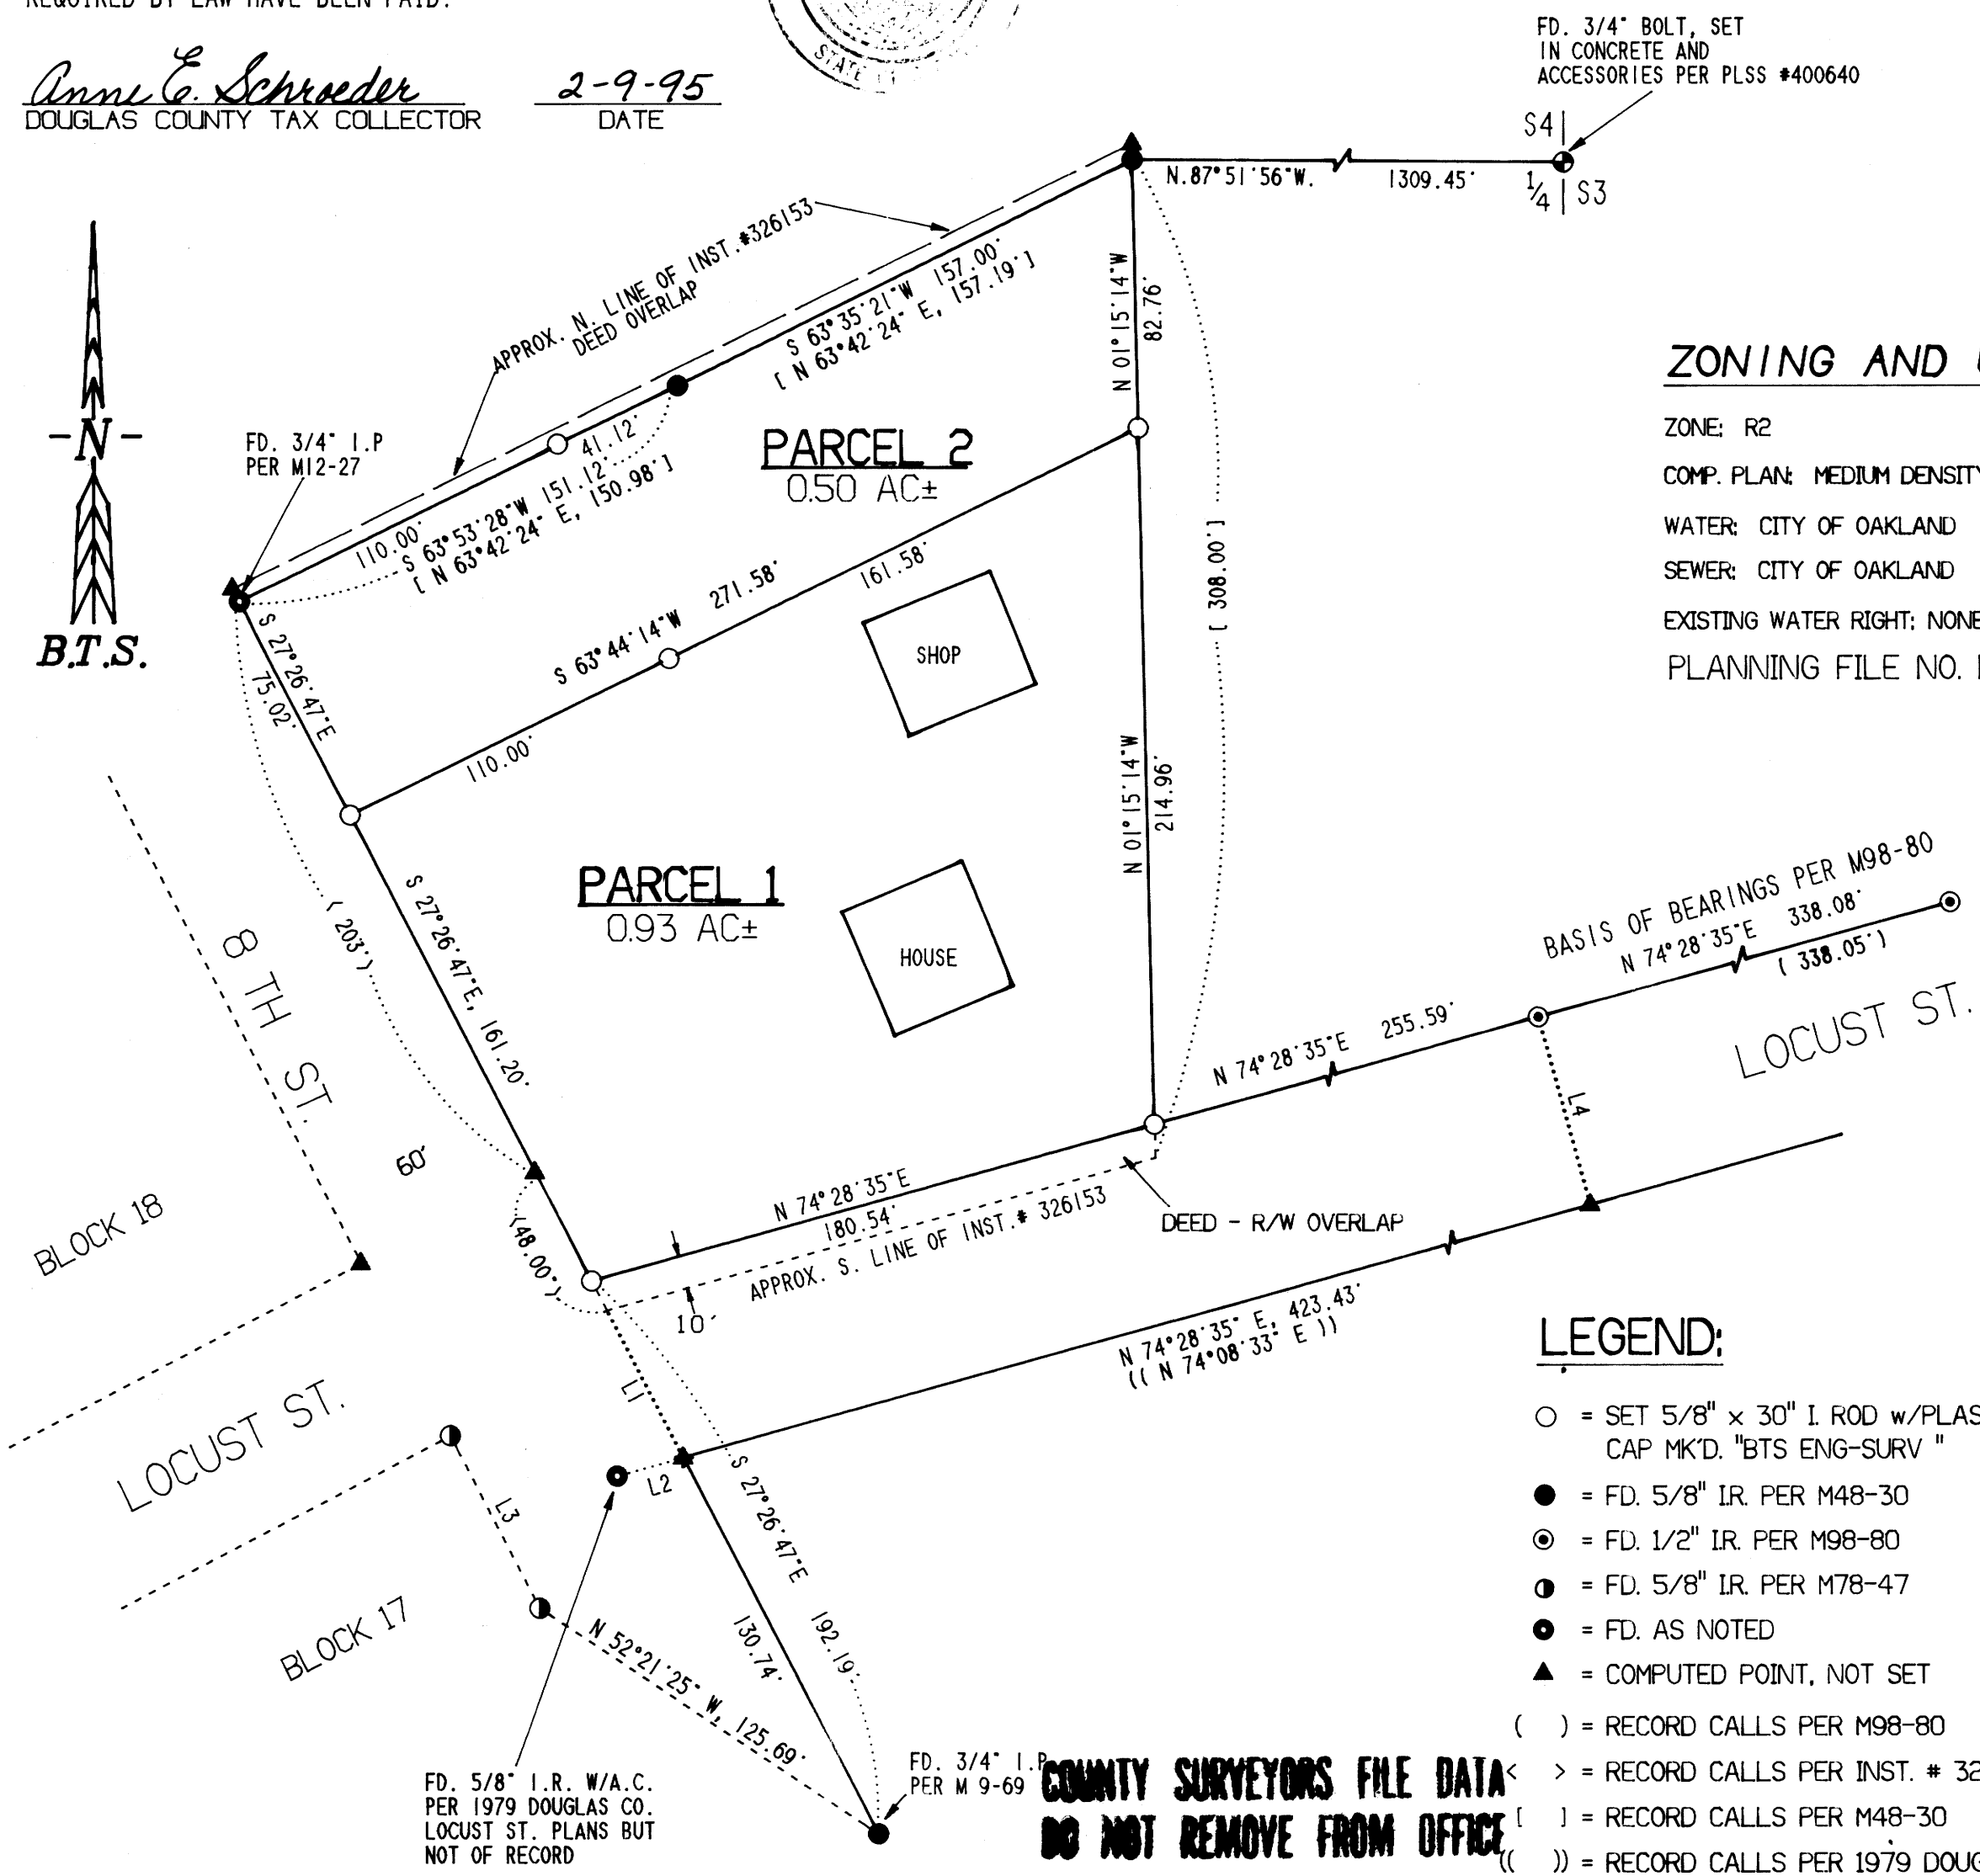 REQUIRED BY LAW HAVE BEEN PAID.
Anne E. Schroeder
2-9-95
DOUGLAS COUNTY TAX COLLECTOR
DATE
STATE
FD. 3/4" BOLT, SET
IN CONCRETE AND
ACCESSORIES PER PLSS #400640
S4
1/4 S3
N.87°51'56"W. 1309.45'
APPROX. N. LINE OF INST.#326153
DEED OVERLAP
S 63°35'21"W 157.00'
[ N 63°42'24" E, 157.19' ]
N 01°15'14"W
82.76'
-N-
B.T.S.
FD. 3/4" I.P
PER M12-27
41.12'
110.00'
S 63°53'28"W 151.12'
[ N 63°42'24" E, 150.98' ]
PARCEL 2
0.50 AC±
ZONING AND
ZONE: R2
COMP. PLAN: MEDIUM DENSITY
WATER: CITY OF OAKLAND
SEWER: CITY OF OAKLAND
EXISTING WATER RIGHT: NONE
PLANNING FILE NO.
S 27°26'47"E
75.02'
S 63°44'14"W 271.58'
161.58'
110.00'
SHOP
[ 308.00' ]
N 01°15'14"W
214.96'
PARCEL 1
0.93 AC±
HOUSE
< 203' >
S 27°26'47"E, 161.20'
8 TH ST.
60'
BASIS OF BEARINGS PER M98-80
N 74°28'35"E 338.08'
( 338.05' )
LOCUST ST.
N 74°28'35"E 255.59'
L4
N 74°28'35"E
180.54'
APPROX. S. LINE OF INST.# 326153
DEED - R/W OVERLAP
<48.00'>
10'
BLOCK 18
LOCUST ST.
BLOCK 17
L1
L2
L3
N 74°28'35" E, 423.43'
(( N 74°08'33" E ))
S 27°26'47"E
192.19'
130.74'
N 52°21'25" W, 125.69'
FD. 5/8" I.R. W/A.C.
PER 1979 DOUGLAS CO.
LOCUST ST. PLANS BUT
NOT OF RECORD
FD. 3/4" I.P.
PER M 9-69
COUNTY SURVEYORS FILE DATA
DO NOT REMOVE FROM OFFICE
LEGEND:
= SET 5/8" x 30" I. ROD w/PLAS
CAP MK'D. "BTS ENG-SURV "
= FD. 5/8" I.R. PER M48-30
= FD. 1/2" I.R. PER M98-80
= FD. 5/8" I.R. PER M78-47
= FD. AS NOTED
= COMPUTED POINT, NOT SET
( ) = RECORD CALLS PER M98-80
< > = RECORD CALLS PER INST. # 32
[ ] = RECORD CALLS PER M48-30
(( )) = RECORD CALLS PER 1979 DOUG